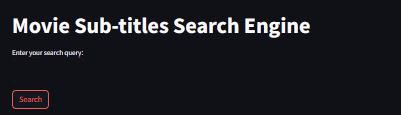 Movie Sub-titles Search Engine
Enter your search query:
Search